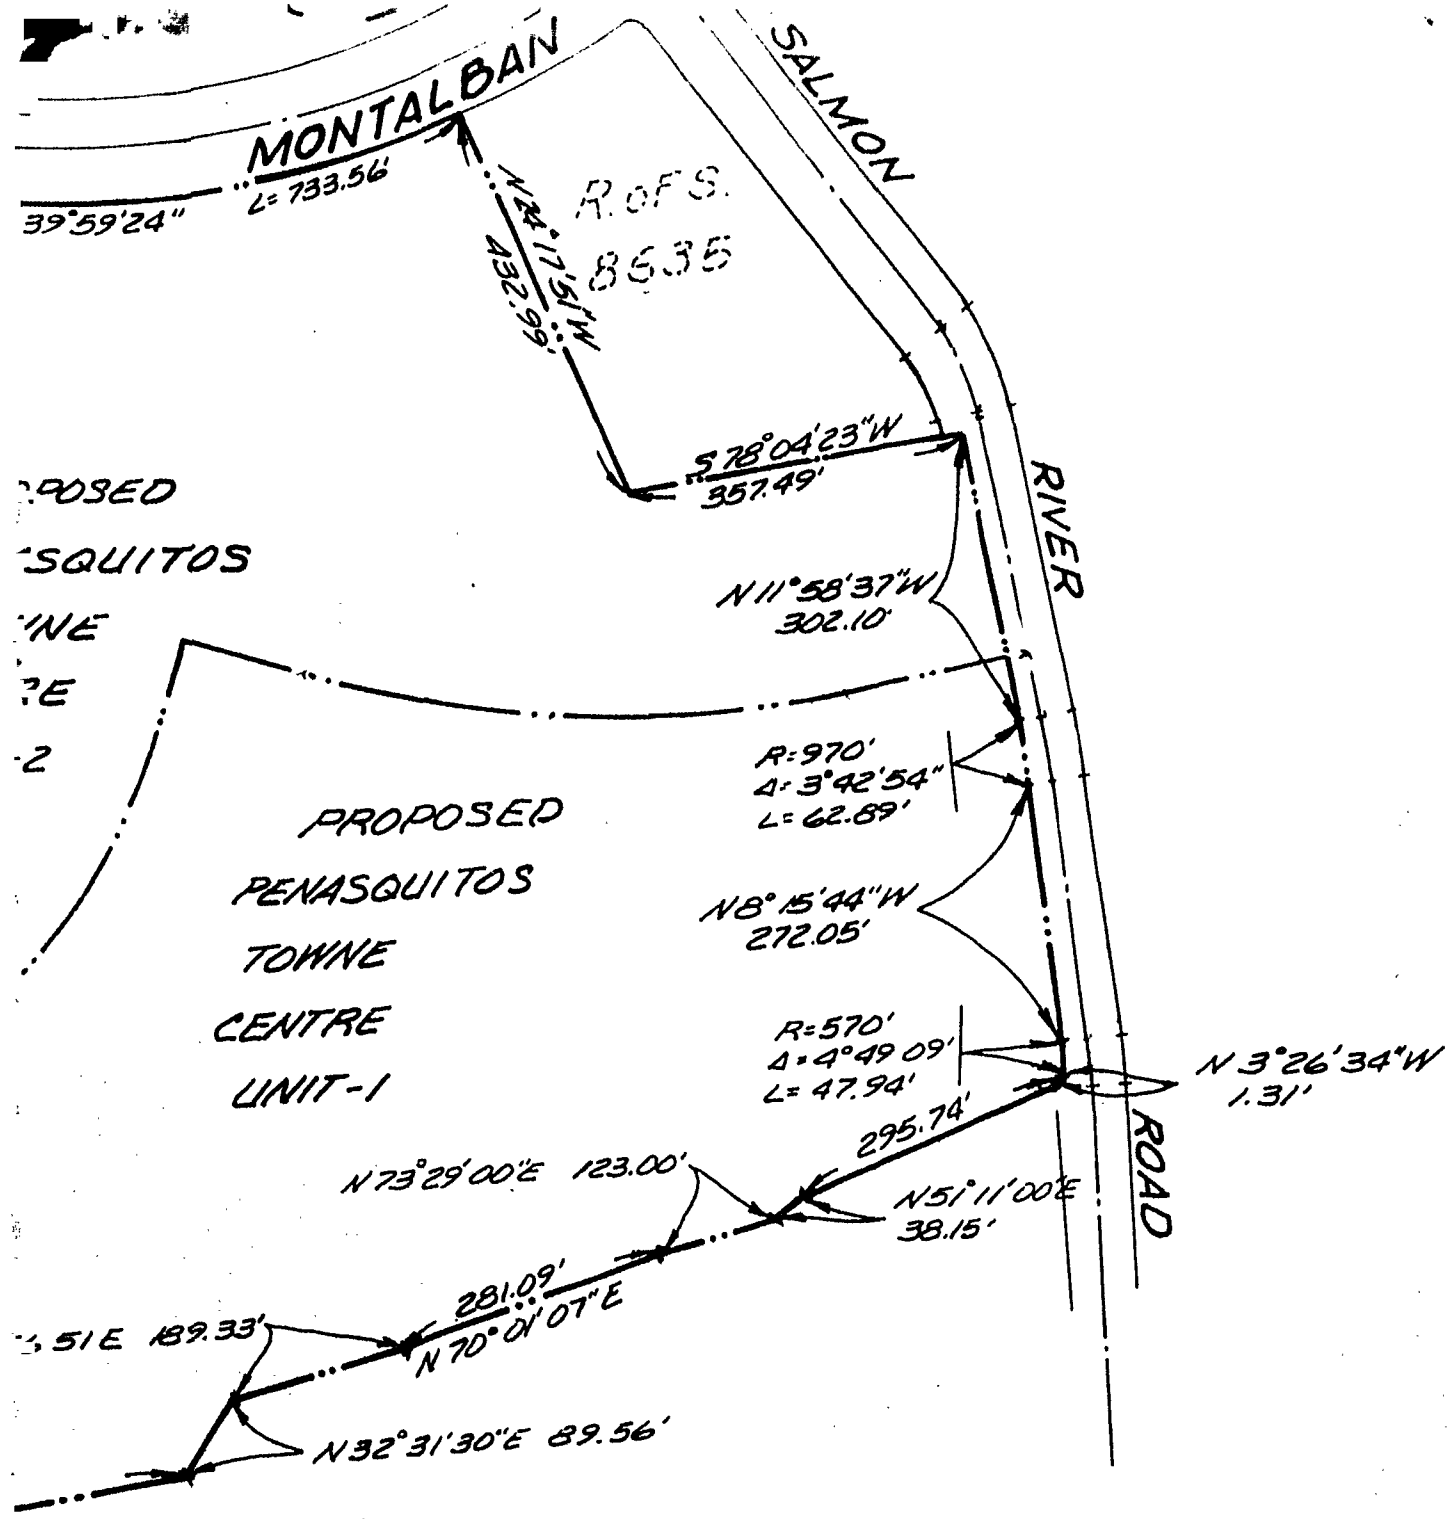 MONTALBAN
SALMON
L= 733.56'
39°59'24"
N24°17'51"W
432.99'
R. OF S.
8635
S78°04'23"W
357.49'
RIVER
SQUITOS
N11°58'37"W
302.10'
-2
R=970'
Δ=3°42'54"
L=62.89'
PROPOSED
PENASQUITOS
TOWNE
CENTRE
UNIT-1
N8°15'44"W
272.05'
R=570'
Δ=4°49'09'
L=47.94'
N3°26'34"W
1.31'
ROAD
295.74'
N73°29'00"E 123.00'
N51°11'00"E
38.15'
281.09'
N70°01'07"E
51E 189.33'
N32°31'30"E 89.56'